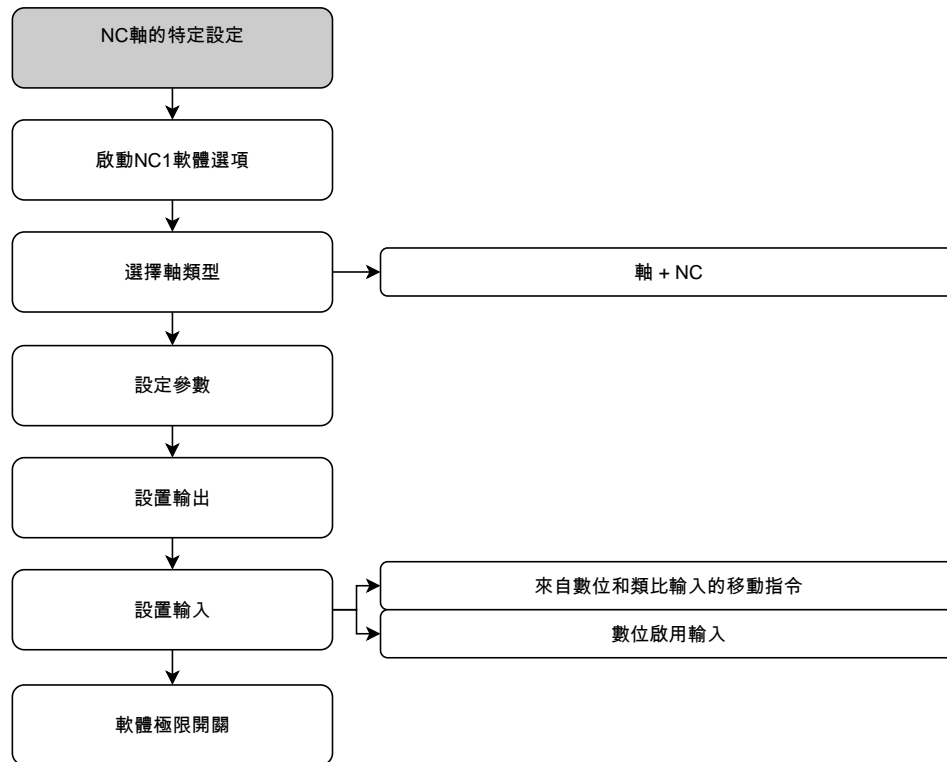 NC軸的特定設定
啟動NC1軟體選項
選擇軸類型
軸 + NC
設定參數
設置輸出
設置輸入
來自數位和類比輸入的移動指令
數位啟用輸入
軟體極限開關